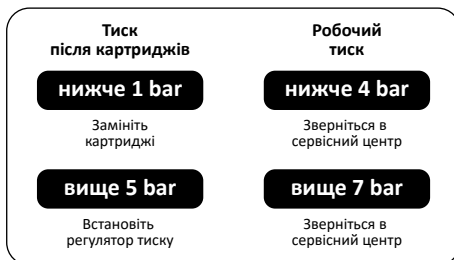 Тиск
після картриджів
нижче 1 bar
Замініть
картриджі
вище 5 bar
Встановіть
регулятор тиску
Робочий
тиск
нижче 4 bar
Зверніться в
сервісний центр
вище 7 bar
Зверніться в
сервісний центр